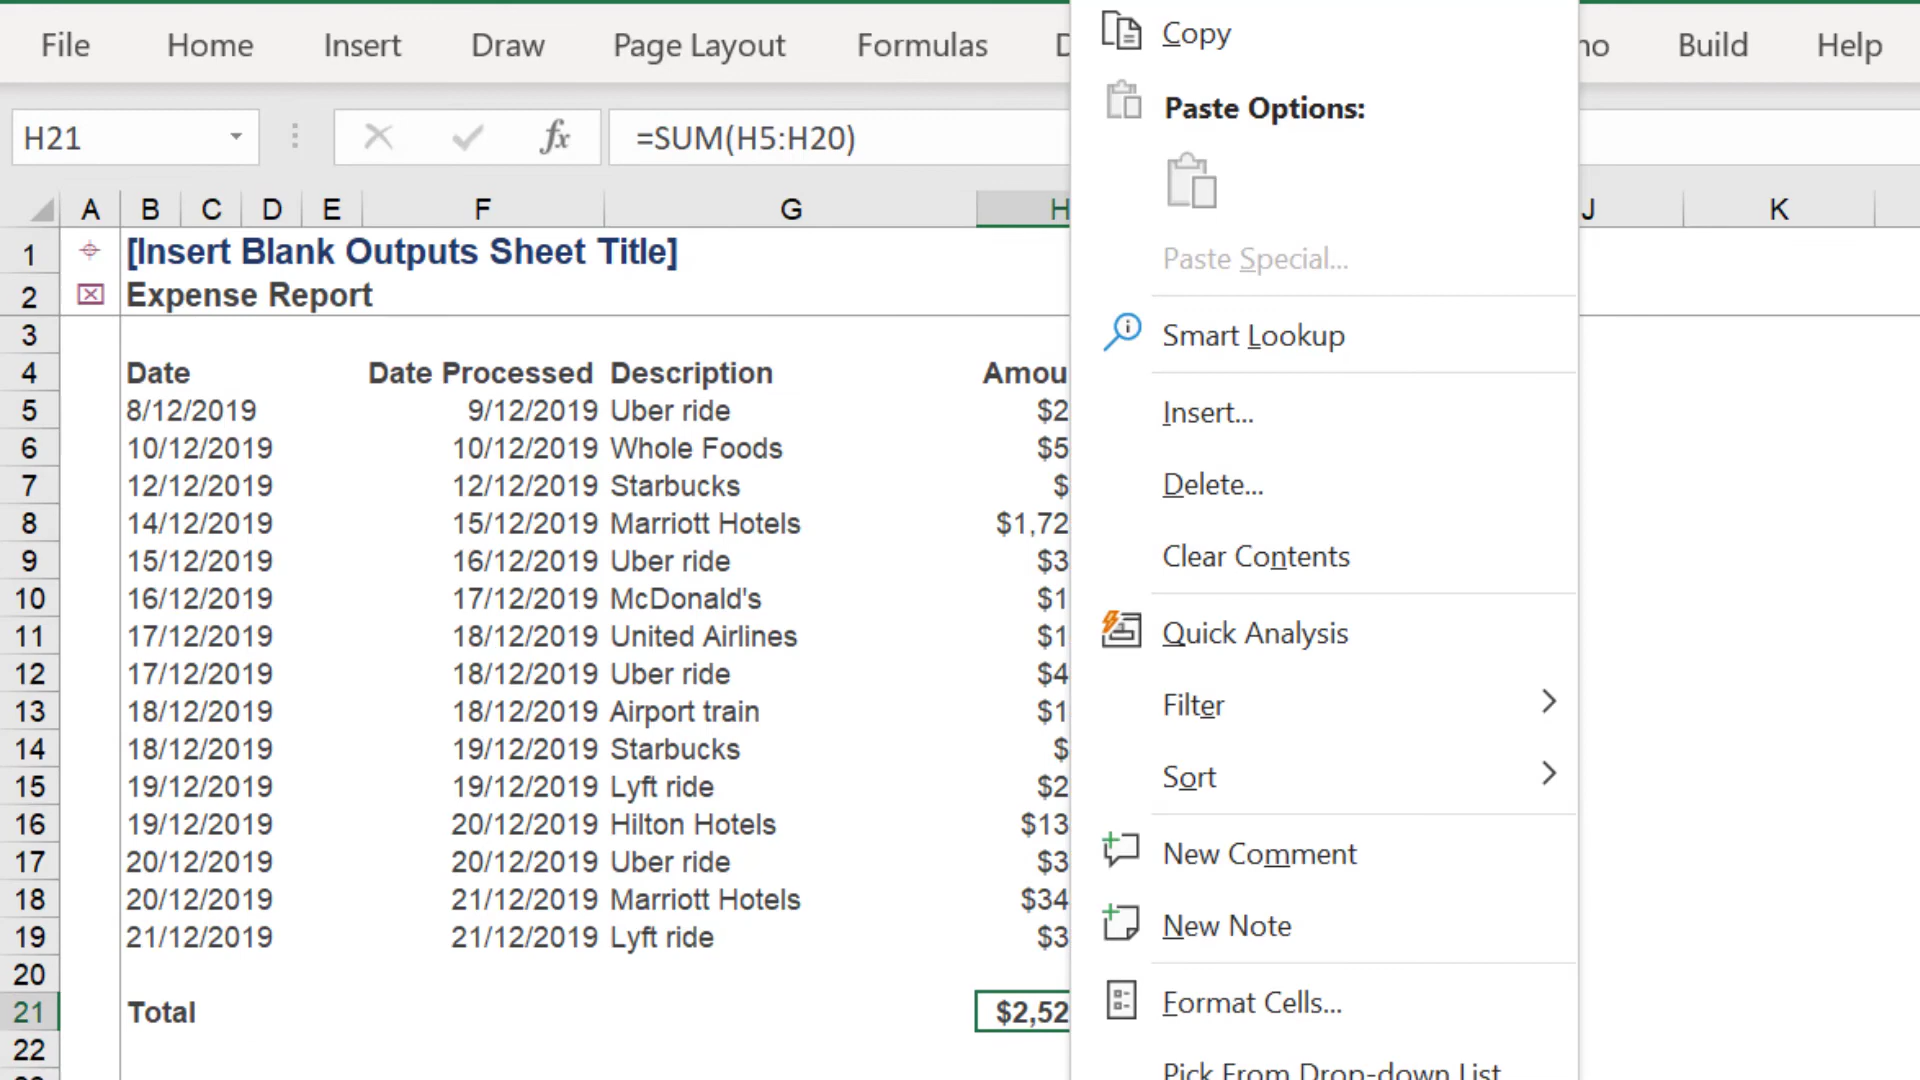 File Home Insert Draw Page Layout Formulas Build Help
H21 fx =SUM(H5:H20)
A B C D E F G H J K
1 [Insert Blank Outputs Sheet Title]
2 Expense Report
3
4 Date Date Processed Description Amou
5 8/12/2019 9/12/2019 Uber ride $2
6 10/12/2019 10/12/2019 Whole Foods $5
7 12/12/2019 12/12/2019 Starbucks $
8 14/12/2019 15/12/2019 Marriott Hotels $1,72
9 15/12/2019 16/12/2019 Uber ride $3
10 16/12/2019 17/12/2019 McDonald's $1
11 17/12/2019 18/12/2019 United Airlines $1
12 17/12/2019 18/12/2019 Uber ride $4
13 18/12/2019 18/12/2019 Airport train $1
14 18/12/2019 19/12/2019 Starbucks $
15 19/12/2019 19/12/2019 Lyft ride $2
16 19/12/2019 20/12/2019 Hilton Hotels $13
17 20/12/2019 20/12/2019 Uber ride $3
18 20/12/2019 21/12/2019 Marriott Hotels $34
19 21/12/2019 21/12/2019 Lyft ride $3
20
21 Total $2,52
22
Copy
Paste Options:
Paste Special...
Smart Lookup
Insert...
Delete...
Clear Contents
Quick Analysis
Filter
Sort
New Comment
New Note
Format Cells...
Pick From Drop-down List